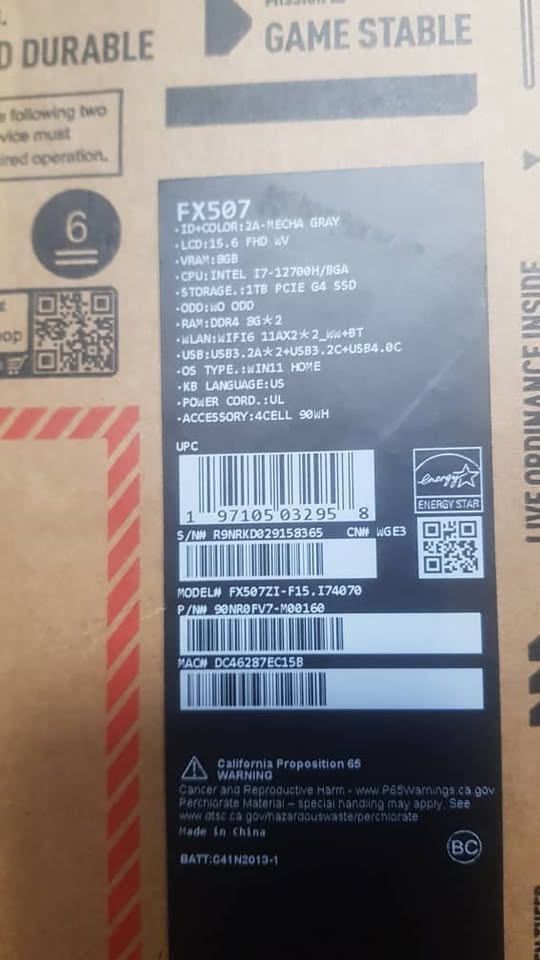 D DURABLE
GAME STABLE
e following two
vice must
ired operation.
6
op
FX507
·ID+COLOR:2A-MECHA GRAY
·LCD:15.6 FHD WV
·VRAM:8GB
·CPU:INTEL I7-12700H/BGA
·STORAGE.:1TB PCIE G4 SSD
·ODD:WO ODD
·RAM:DDR4 8G*2
·WLAN:WIFI6 11AX2*2_WW+BT
·USB:USB3.2A*2+USB3.2C+USB4.0C
·OS TYPE.:WIN11 HOME
·KB LANGUAGE:US
·POWER CORD.:UL
·ACCESSORY:4CELL 90WH
UPC
1 97105 03295 8
energy
ENERGY STAR
S/N# R9NRKD029158365 CN# WGE3
MODEL# FX507ZI-F15.I74070
P/N# 90NR0FV7-M00160
MAC# DC46287EC15B
California Proposition 65
WARNING
Cancer and Reproductive Harm - www.P65Warnings.ca.gov
Perchlorate Material – special handling may apply. See
www.dtsc.ca.gov/hazardouswaste/perchlorate
Made in China
BC
BATT:C41N2013-1
LIVE ORDINANCE INSIDE